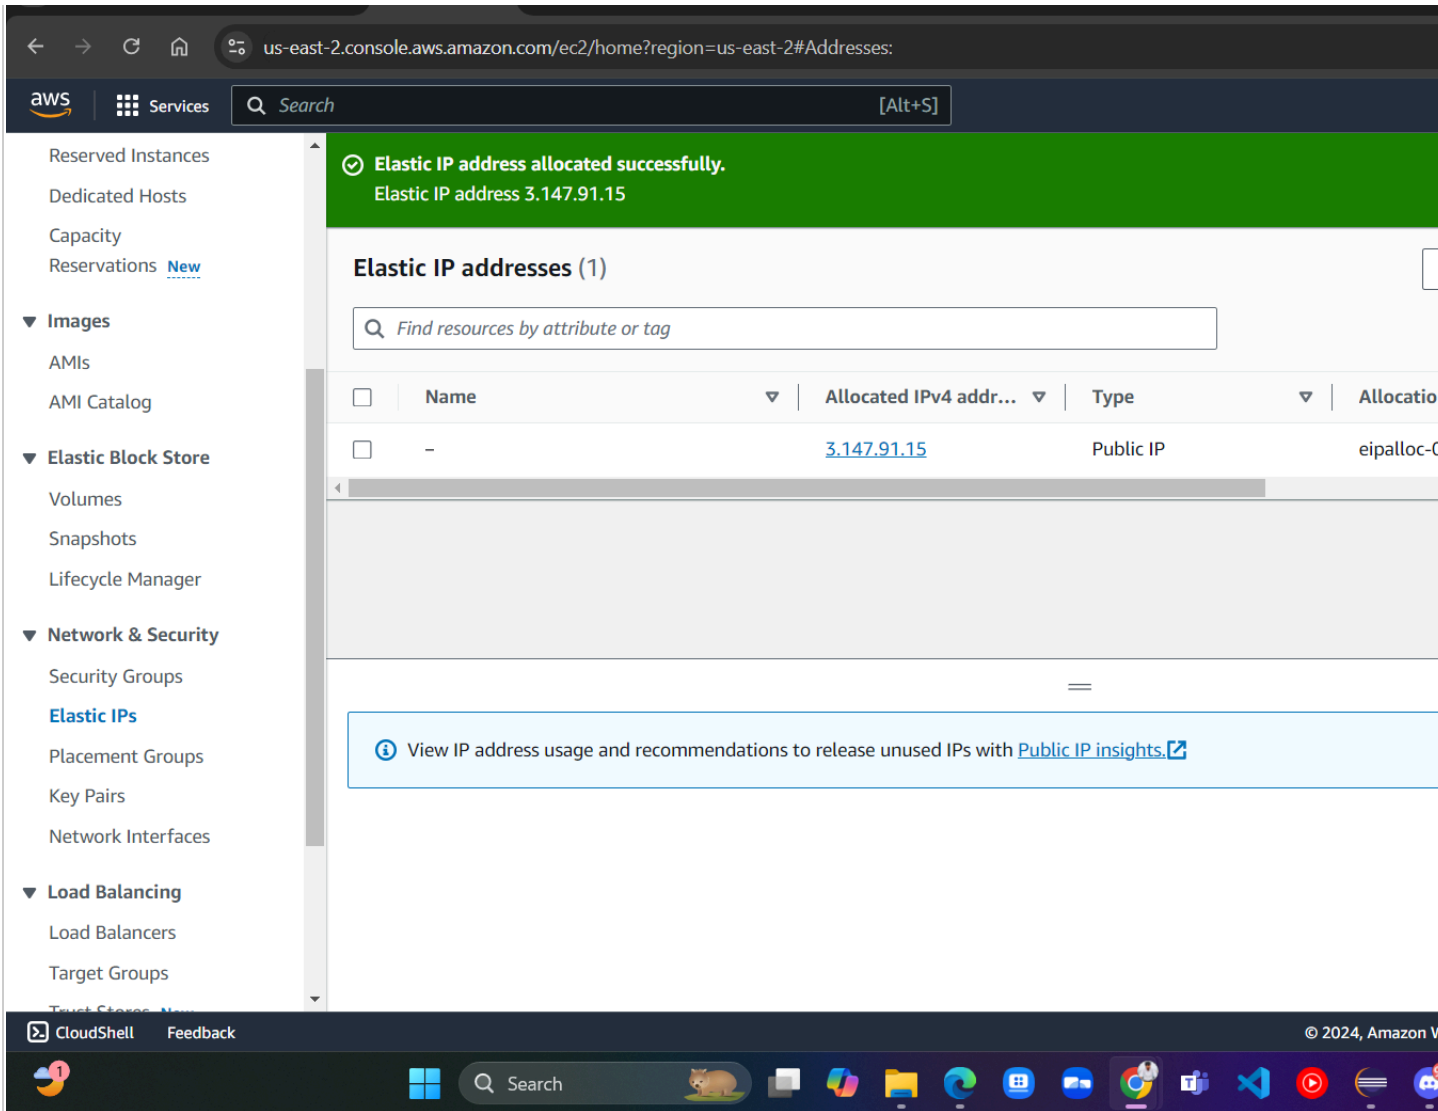 us-east-2.console.aws.amazon.com/ec2/home?region=us-east-2#Addresses:
aws
Services
Search
[Alt+S]
Reserved Instances
Dedicated Hosts
Capacity
Reservations New
Images
AMIs
AMI Catalog
Elastic Block Store
Volumes
Snapshots
Lifecycle Manager
Network & Security
Security Groups
Elastic IPs
Placement Groups
Key Pairs
Network Interfaces
Load Balancing
Load Balancers
Target Groups
Trust Stores New
Elastic IP address allocated successfully.
Elastic IP address 3.147.91.15
Elastic IP addresses (1)
Find resources by attribute or tag
Name
Allocated IPv4 addr...
Type
Allocatio
–
3.147.91.15
Public IP
eipalloc-0
View IP address usage and recommendations to release unused IPs with Public IP insights.
CloudShell
Feedback
© 2024, Amazon
1
Search